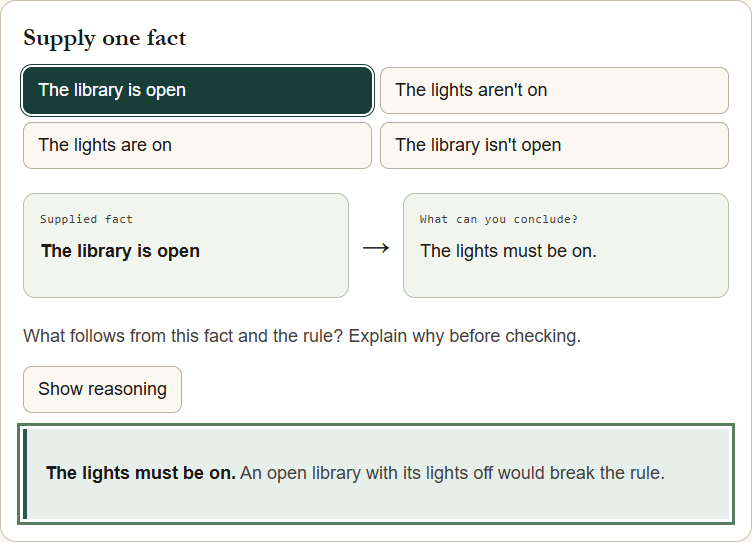 Supply one fact
The library is open
The lights aren't on
The lights are on
The library isn't open
Supplied fact
The library is open
→
What can you conclude?
The lights must be on.
What follows from this fact and the rule? Explain why before checking.
Show reasoning
The lights must be on. An open library with its lights off would break the rule.